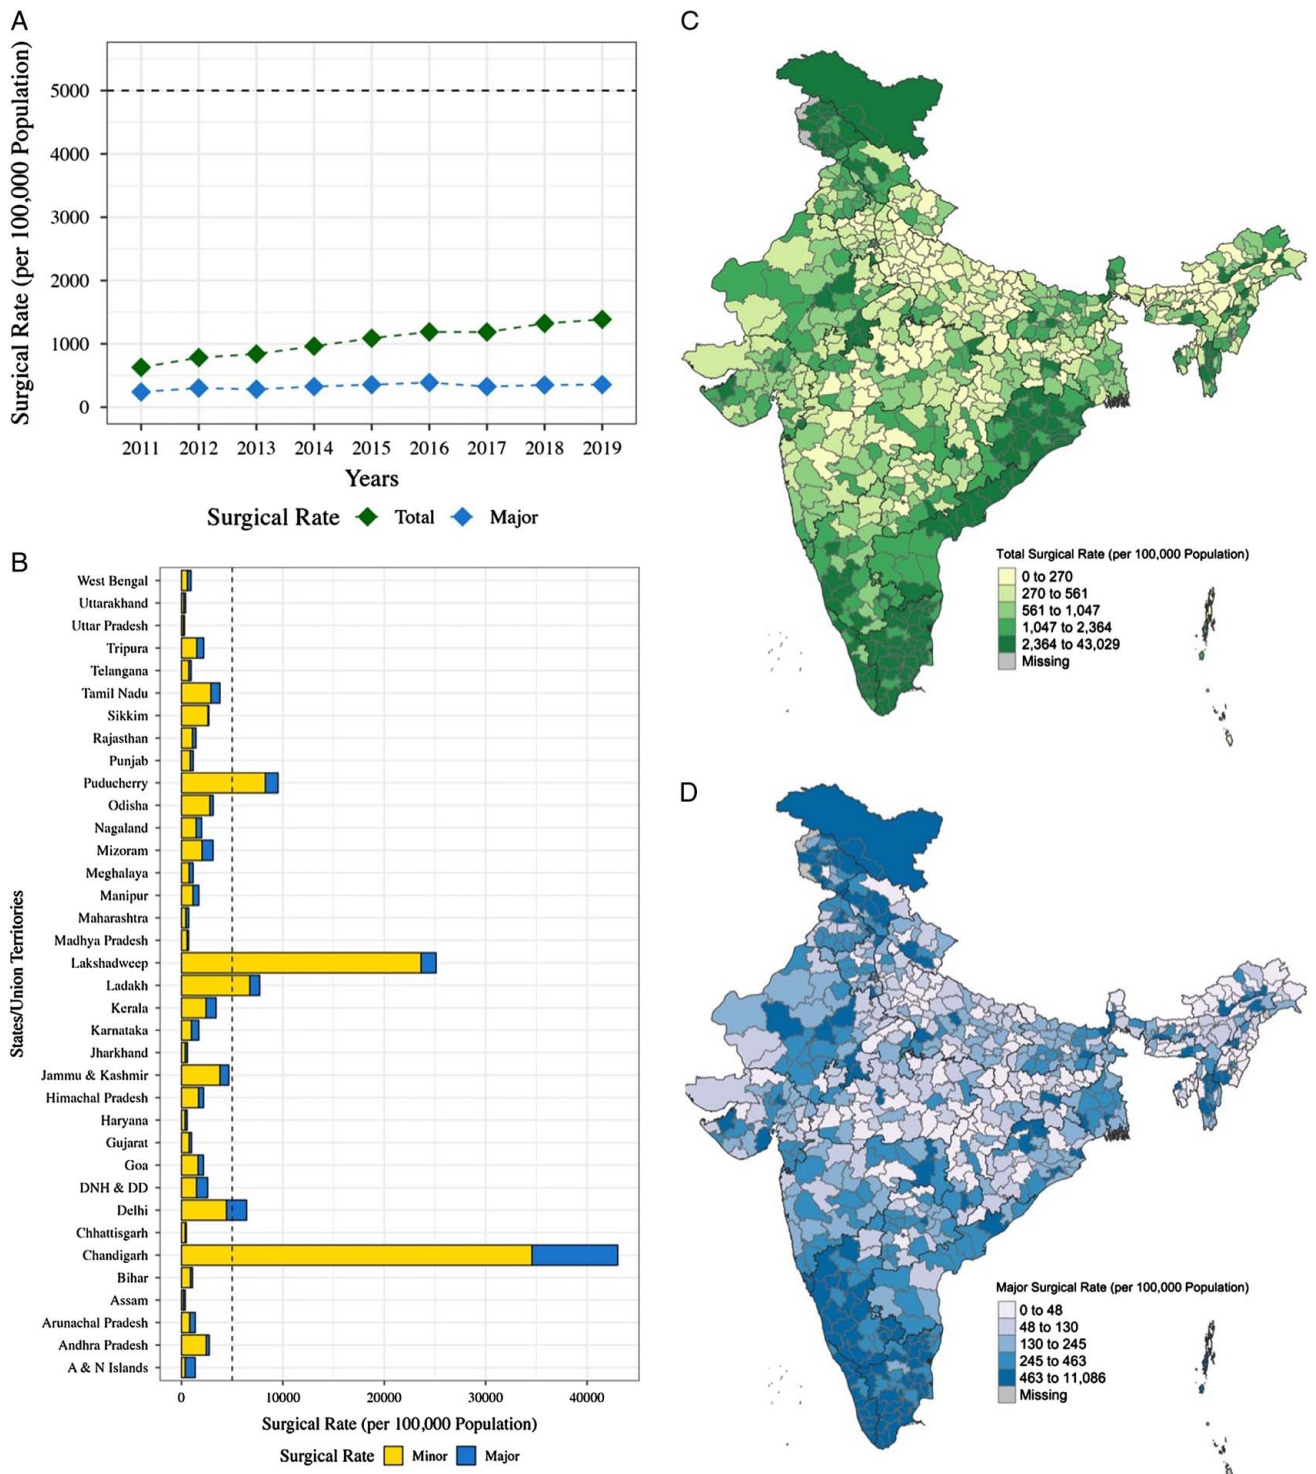 A
Surgical Rate (per 100,000 Population)
5000
4000
3000
2000
1000
0
2011 2012 2013 2014 2015 2016 2017 2018 2019
Years
Surgical Rate Total Major
B
States/Union Territories
West Bengal
Uttarakhand
Uttar Pradesh
Tripura
Telangana
Tamil Nadu
Sikkim
Rajasthan
Punjab
Puducherry
Odisha
Nagaland
Mizoram
Meghalaya
Manipur
Maharashtra
Madhya Pradesh
Lakshadweep
Ladakh
Kerala
Karnataka
Jharkhand
Jammu & Kashmir
Himachal Pradesh
Haryana
Gujarat
Goa
DNH & DD
Delhi
Chhattisgarh
Chandigarh
Bihar
Assam
Arunachal Pradesh
Andhra Pradesh
A & N Islands
0 10000 20000 30000 40000
Surgical Rate (per 100,000 Population)
Surgical Rate Minor Major
C
Total Surgical Rate (per 100,000 Population)
0 to 270
270 to 561
561 to 1,047
1,047 to 2,364
2,364 to 43,029
Missing
D
Major Surgical Rate (per 100,000 Population)
0 to 48
48 to 130
130 to 245
245 to 463
463 to 11,086
Missing